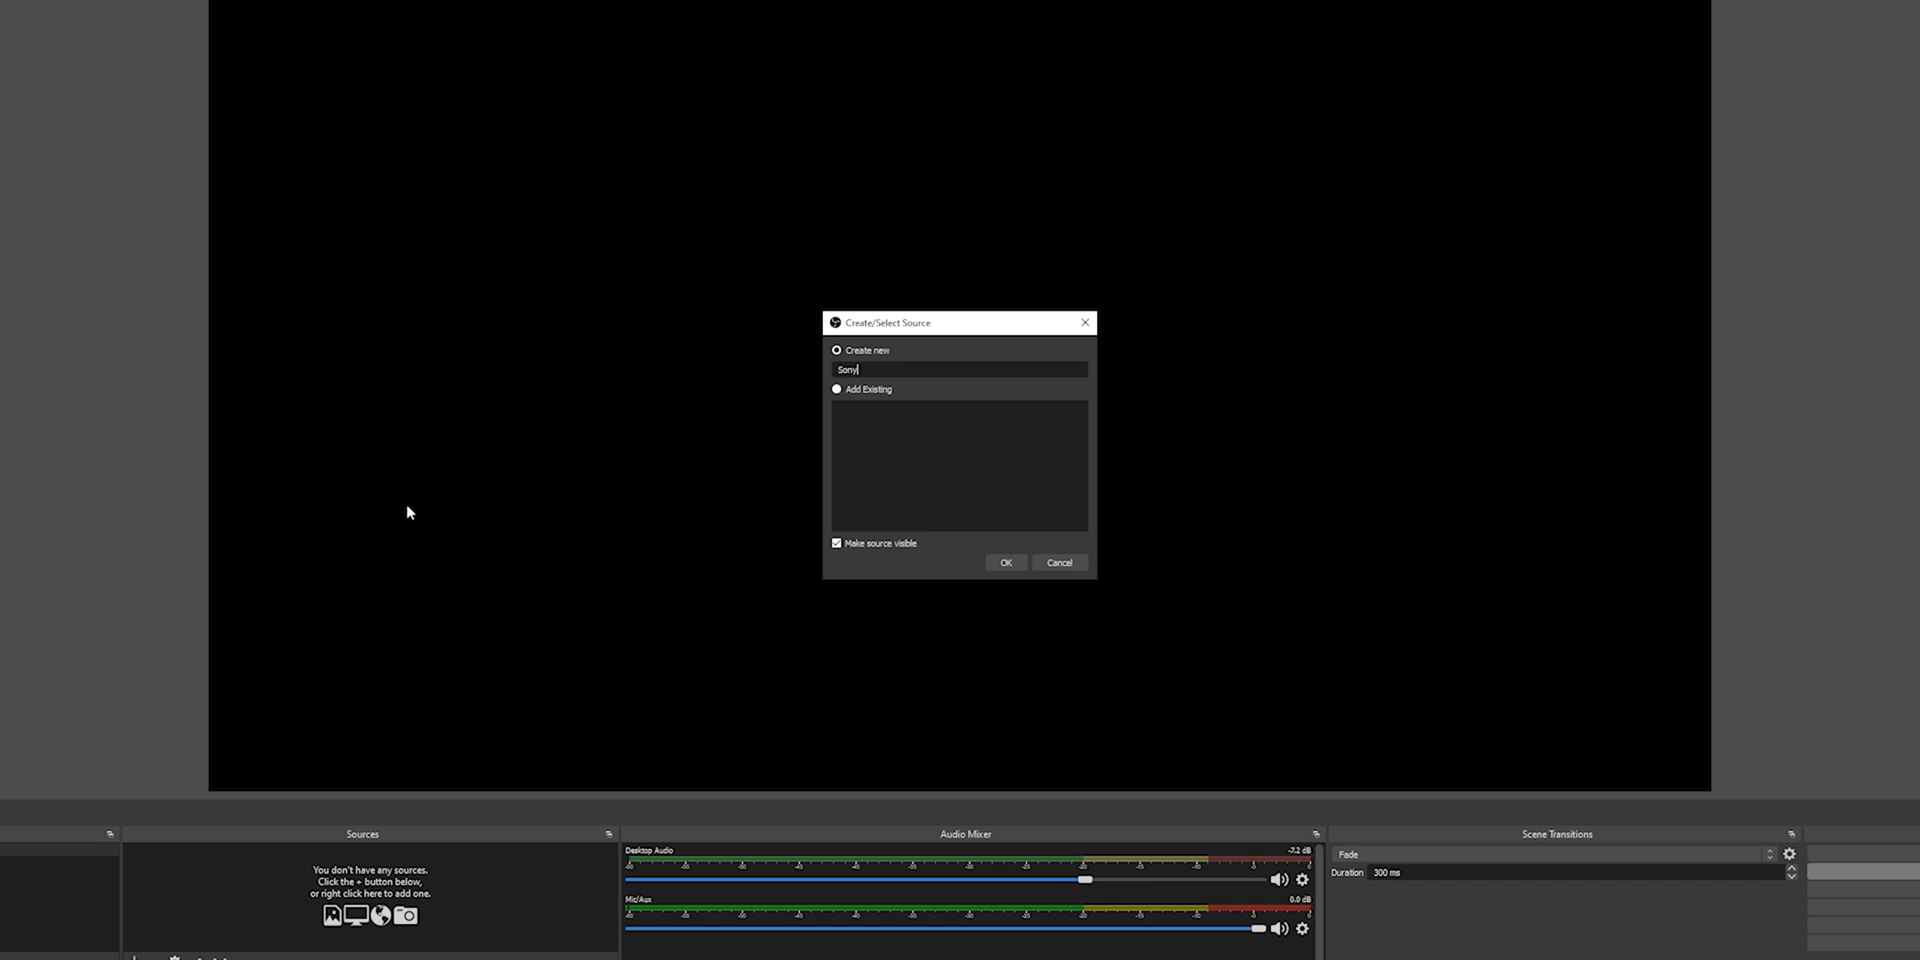 Create/Select Source
Create new
Sony
Add Existing
Make source visible
OK
Cancel
Sources
You don't have any sources.
Click the + button below,
or right click here to add one.
Audio Mixer
Desktop Audio
-7.2 dB
Mic/Aux
0.0 dB
Scene Transitions
Fade
Duration
300 ms